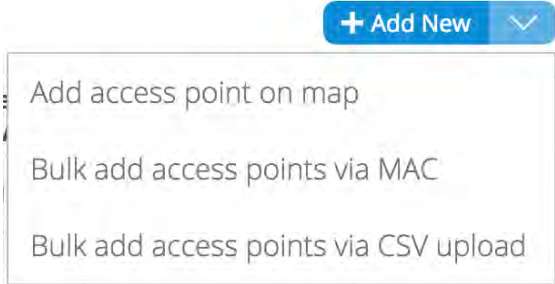 + Add New
Add access point on map
Bulk add access points via MAC
Bulk add access points via CSV upload